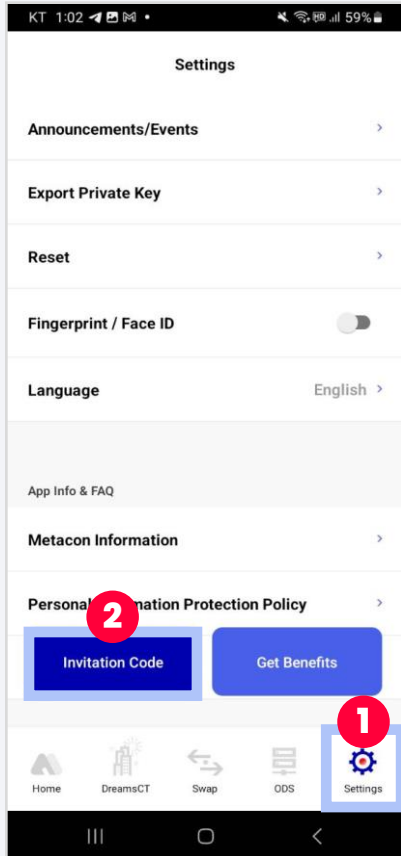 KT 1:02 59%
Settings
Announcements/Events
Export Private Key
Reset
Fingerprint / Face ID
Language English
App Info & FAQ
Metacon Information
Personal Information Protection Policy
2
Invitation Code Get Benefits
1
Home DreamsCT Swap ODS Settings